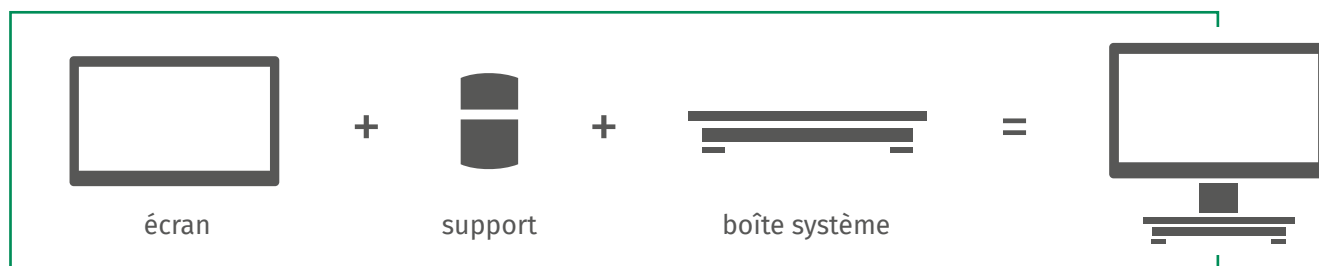 + + =
écran support boîte système